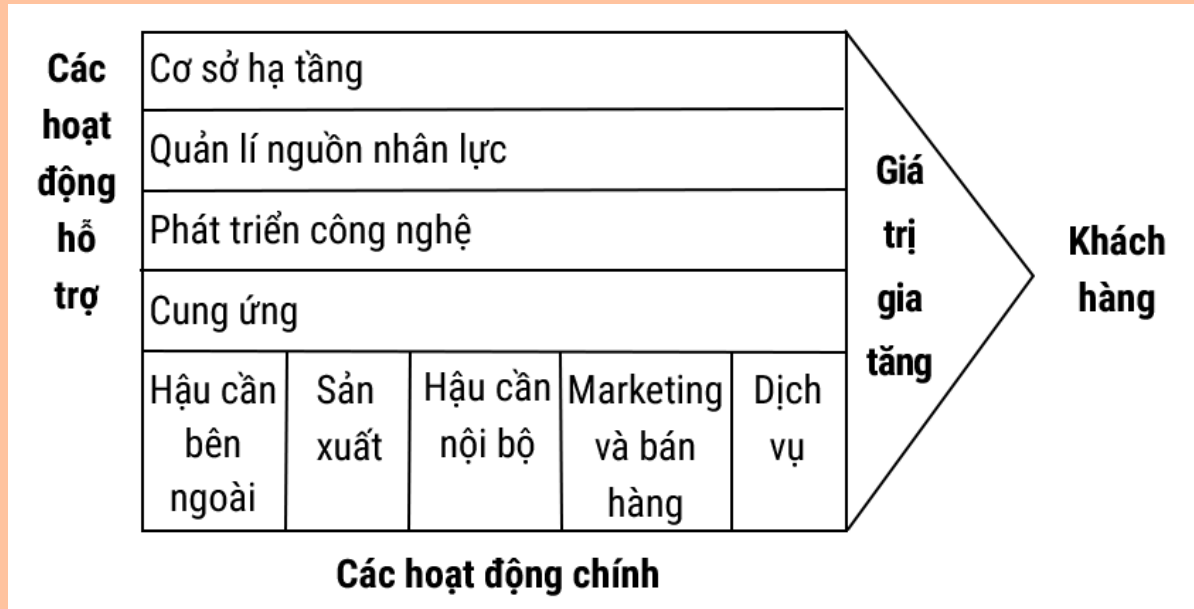 Các
hoạt
động
hỗ
trợ
Cơ sở hạ tầng
Quản lí nguồn nhân lực
Phát triển công nghệ
Cung ứng
Hậu cần
bên
ngoài
Sản
xuất
Hậu cần
nội bộ
Marketing
và bán
hàng
Dịch
vụ
Giá
trị
gia
tăng
Khách
hàng
Các hoạt động chính